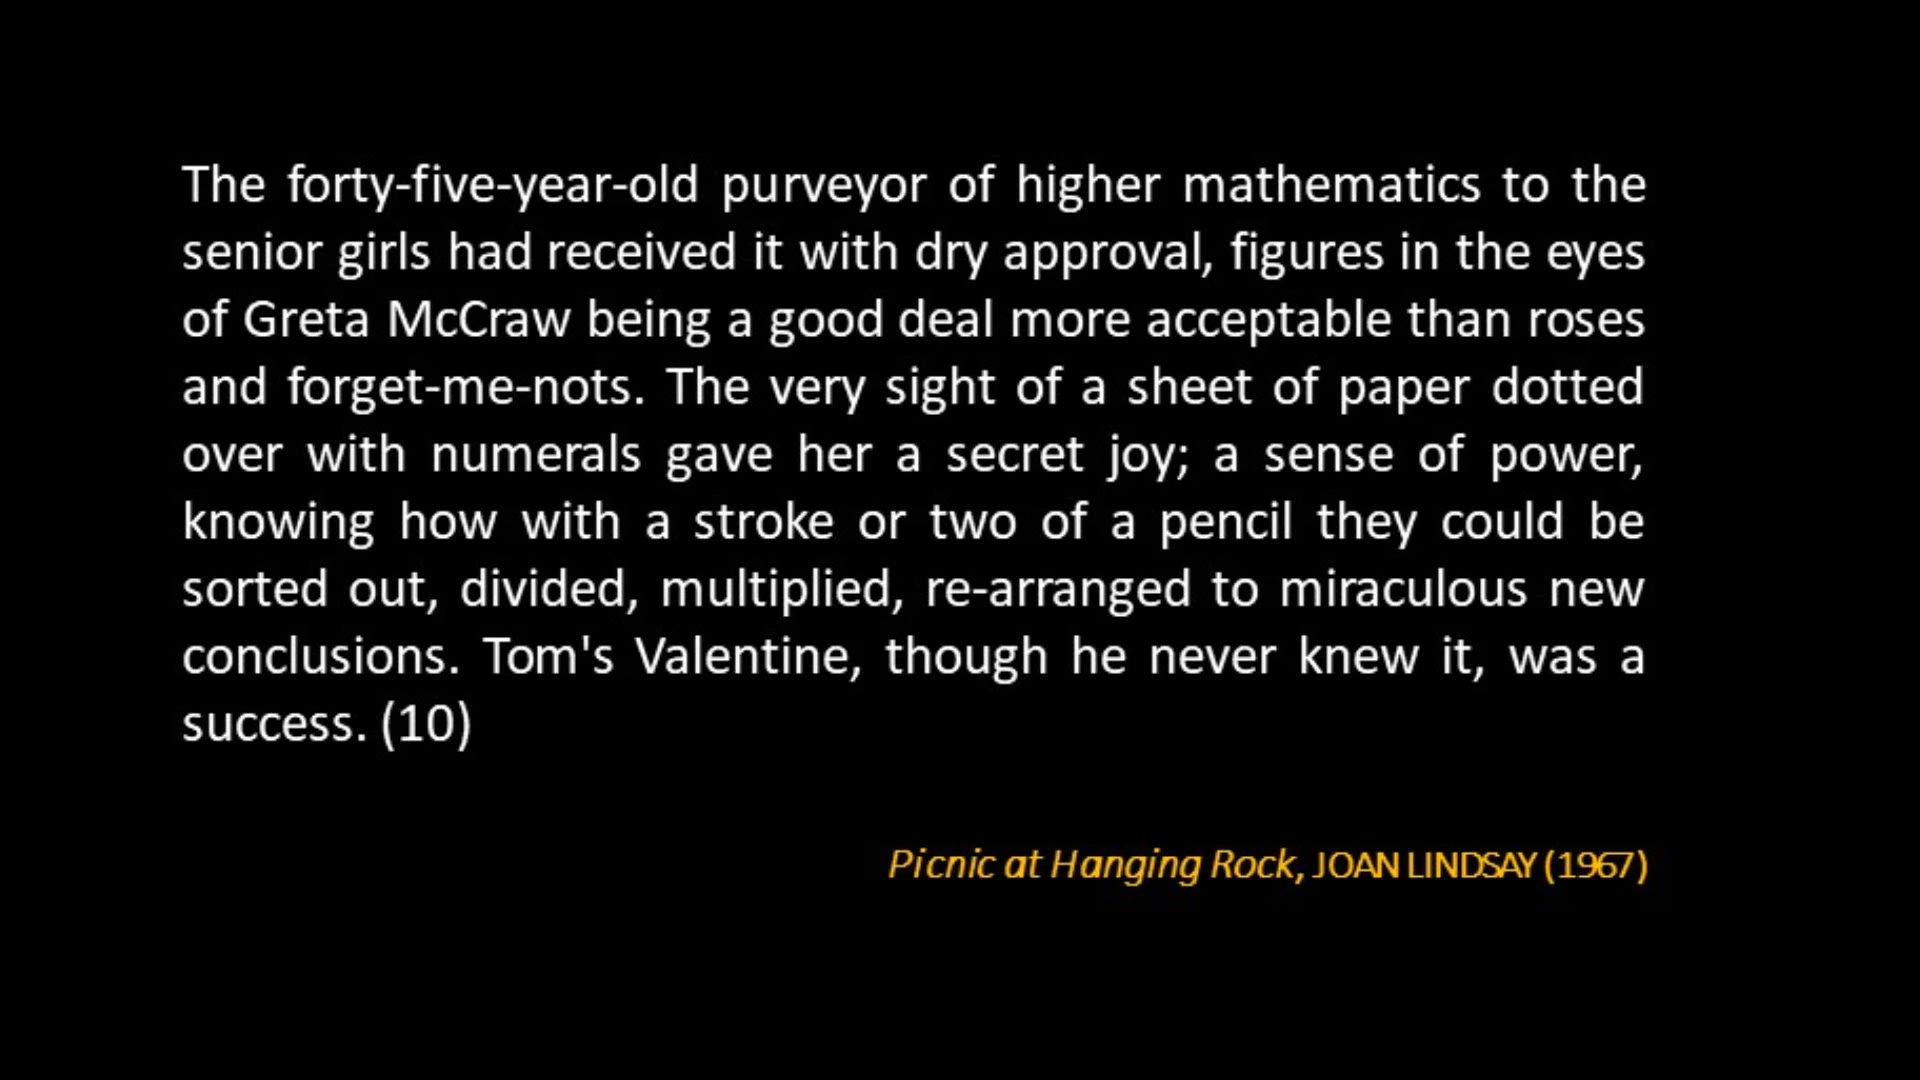 The forty-five-year-old purveyor of higher mathematics to the
senior girls had received it with dry approval, figures in the eyes
of Greta McCraw being a good deal more acceptable than roses
and forget-me-nots. The very sight of a sheet of paper dotted
over with numerals gave her a secret joy; a sense of power,
knowing how with a stroke or two of a pencil they could be
sorted out, divided, multiplied, re-arranged to miraculous new
conclusions. Tom's Valentine, though he never knew it, was a
success. (10)
Picnic at Hanging Rock, JOAN LINDSAY (1967)